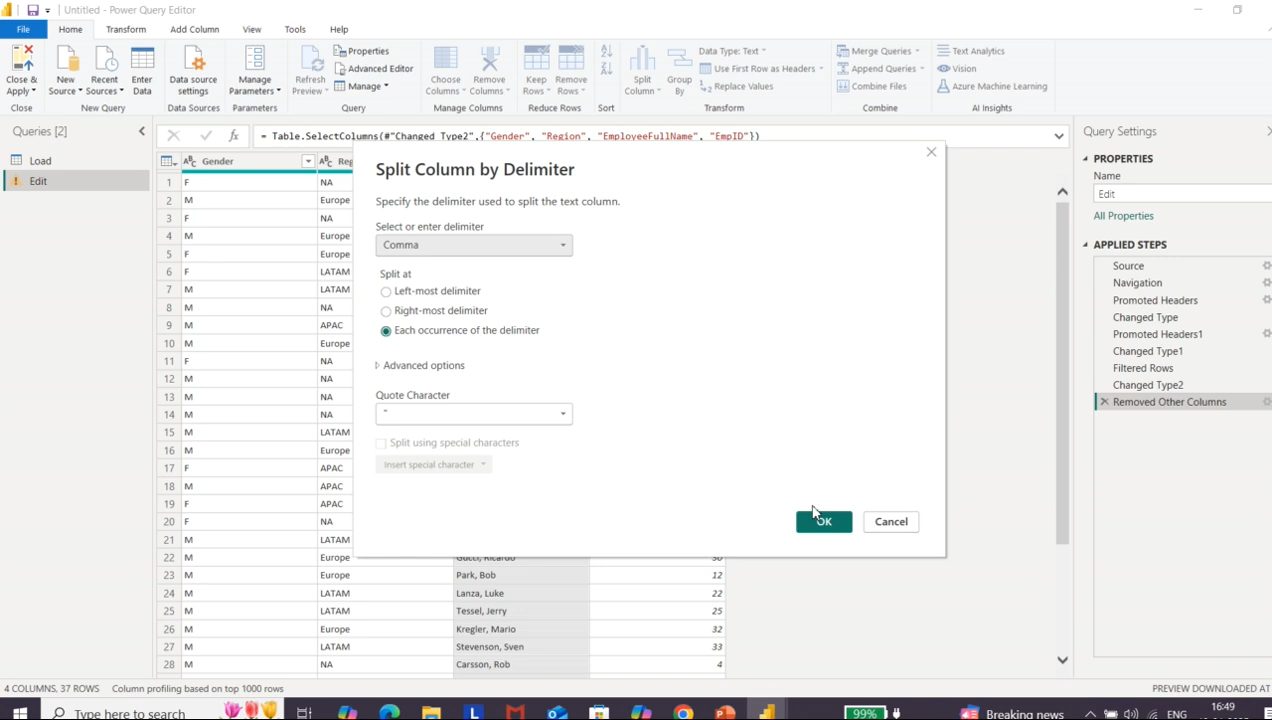 Untitled - Power Query Editor
File Home Transform Add Column View Tools Help
Close & Apply
New Source
Recent Sources
Enter Data
Data source settings
Manage Parameters
Refresh Preview
Properties
Advanced Editor
Manage
Choose Columns
Remove Columns
Keep Rows
Remove Rows
Split Column
Group By
Data Type: Text
Use First Row as Headers
Replace Values
Merge Queries
Append Queries
Combine Files
Text Analytics
Vision
Azure Machine Learning
Close New Query Data Sources Parameters Query Manage Columns Reduce Rows Sort Transform Combine AI Insights
Queries [2]
Load
Edit
= Table.SelectColumns(#"Changed Type2",{"Gender", "Region", "EmployeeFullName", "EmpID"})
Gender Reg
1 F NA
2 M Europe
3 F NA
4 M Europe
5 F Europe
6 F LATAM
7 M LATAM
8 M NA
9 M APAC
10 M Europe
11 F NA
12 M NA
13 M NA
14 M NA
15 M LATAM
16 M Europe
17 F APAC
18 M APAC
19 F APAC
20 F NA
21 M LATAM
22 M Europe Gucci, Ricardo 30
23 M Europe Park, Bob 12
24 M LATAM Lanza, Luke 22
25 M LATAM Tessel, Jerry 25
26 M Europe Kregler, Mario 32
27 M LATAM Stevenson, Sven 33
28 M NA Carsson, Rob 4
Split Column by Delimiter
Specify the delimiter used to split the text column.
Select or enter delimiter
Comma
Split at
Left-most delimiter
Right-most delimiter
Each occurrence of the delimiter
Advanced options
Quote Character
"
Split using special characters
Insert special character
OK Cancel
Query Settings
PROPERTIES
Name
Edit
All Properties
APPLIED STEPS
Source
Navigation
Promoted Headers
Changed Type
Promoted Headers1
Changed Type1
Filtered Rows
Changed Type2
Removed Other Columns
4 COLUMNS, 37 ROWS Column profiling based on top 1000 rows PREVIEW DOWNLOADED AT
Type here to search 99% Breaking news ENG 16:49